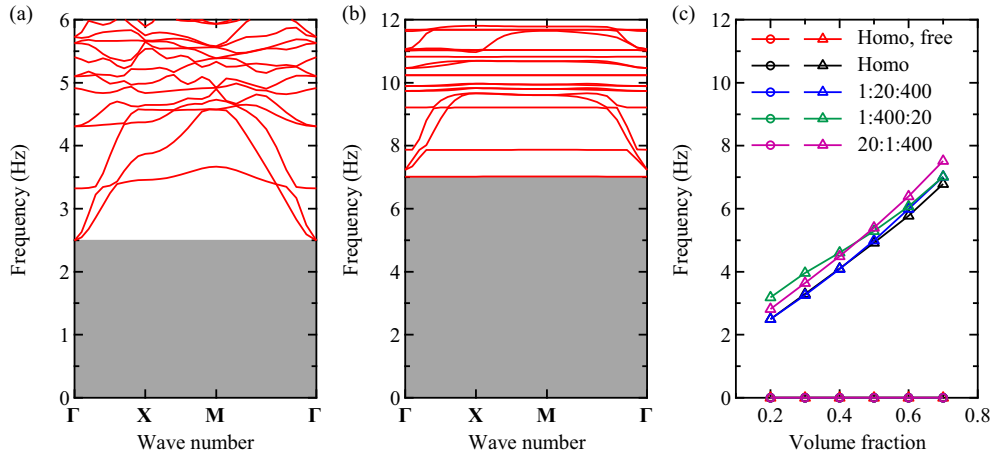 (a)
Frequency (Hz)
6
5
4
3
2
1
0
Γ X M Γ
Wave number
(b)
Frequency (Hz)
12
10
8
6
4
2
0
Γ X M Γ
Wave number
(c)
Frequency (Hz)
12
10
8
6
4
2
0
0.2 0.4 0.6 0.8
Volume fraction
Homo, free
Homo
1:20:400
1:400:20
20:1:400